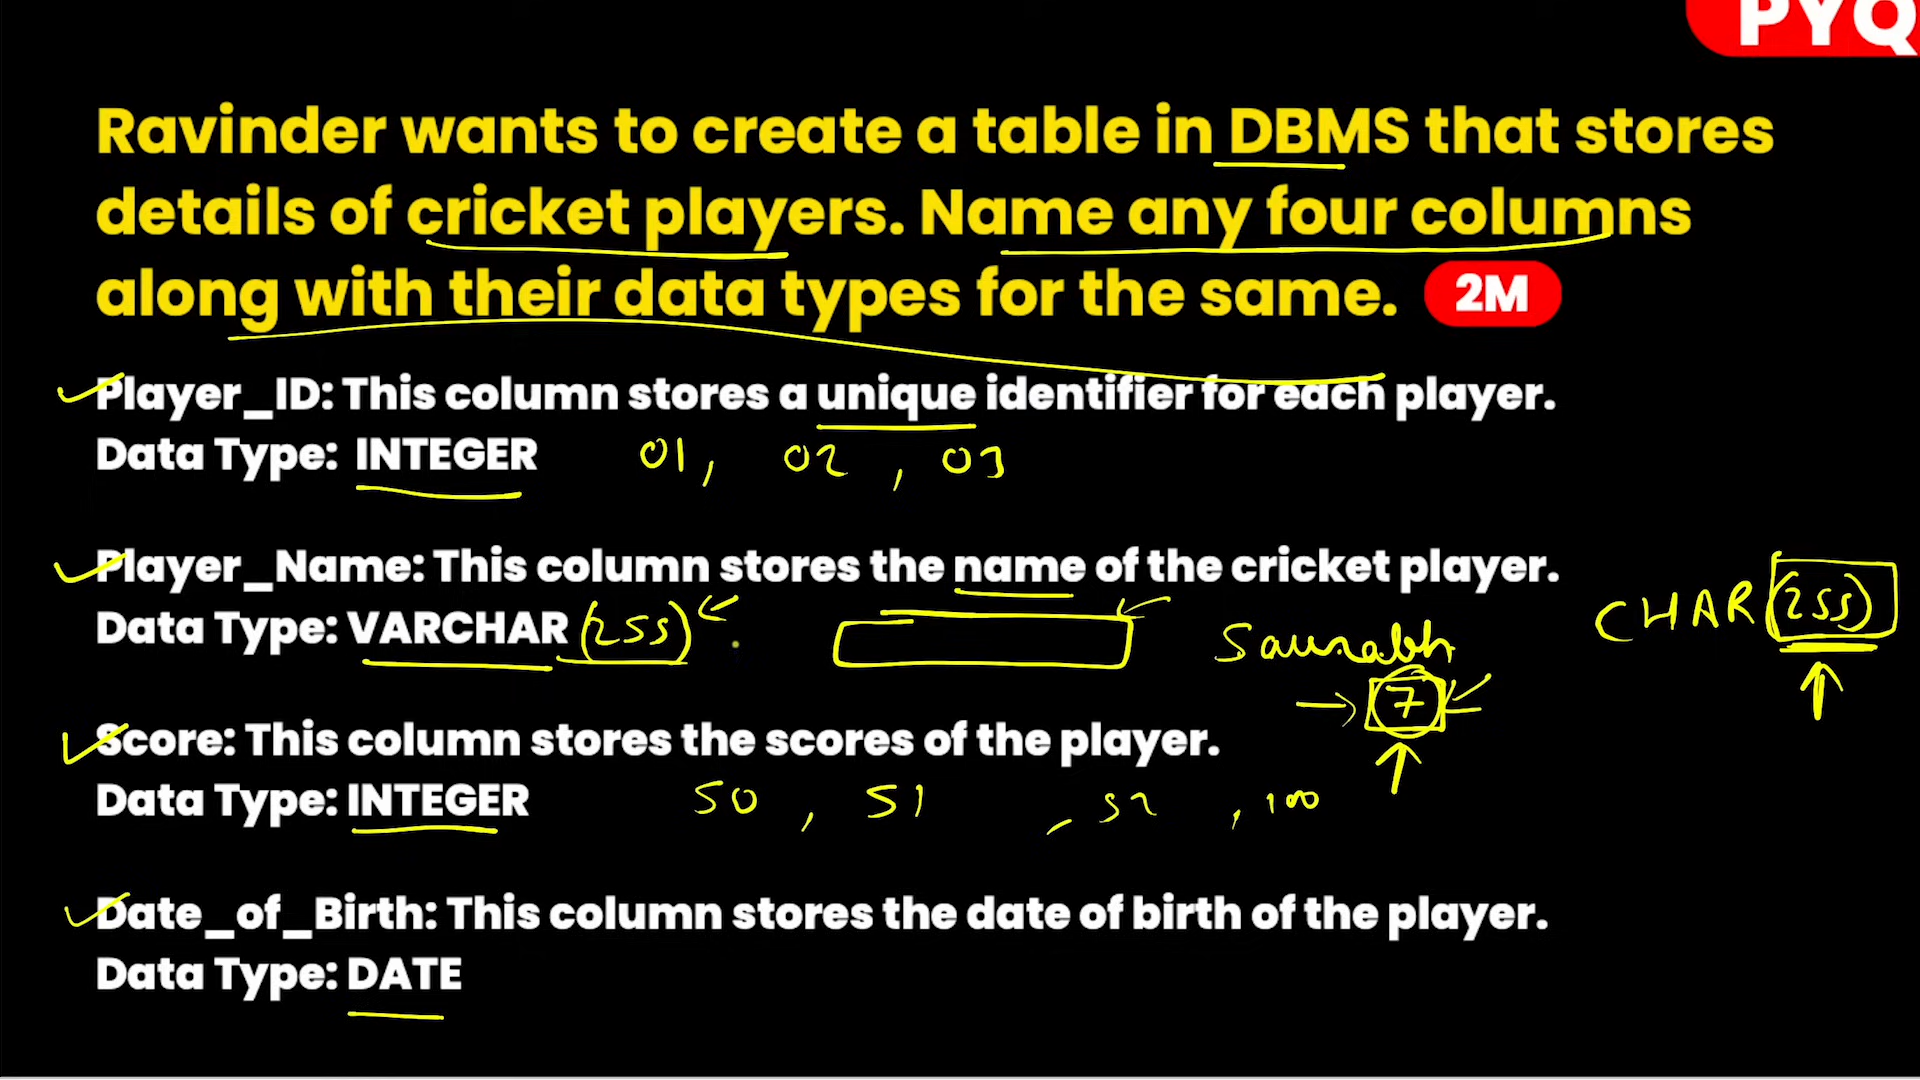 PYQ
Ravinder wants to create a table in DBMS that stores
details of cricket players. Name any four columns
along with their data types for the same. 2M
Player_ID: This column stores a unique identifier for each player.
Data Type: INTEGER 01, 02, 03
Player_Name: This column stores the name of the cricket player.
Data Type: VARCHAR (255) Saurabh CHAR (255)
7
Score: This column stores the scores of the player.
Data Type: INTEGER 50, 51, 52, 100
Date_of_Birth: This column stores the date of birth of the player.
Data Type: DATE